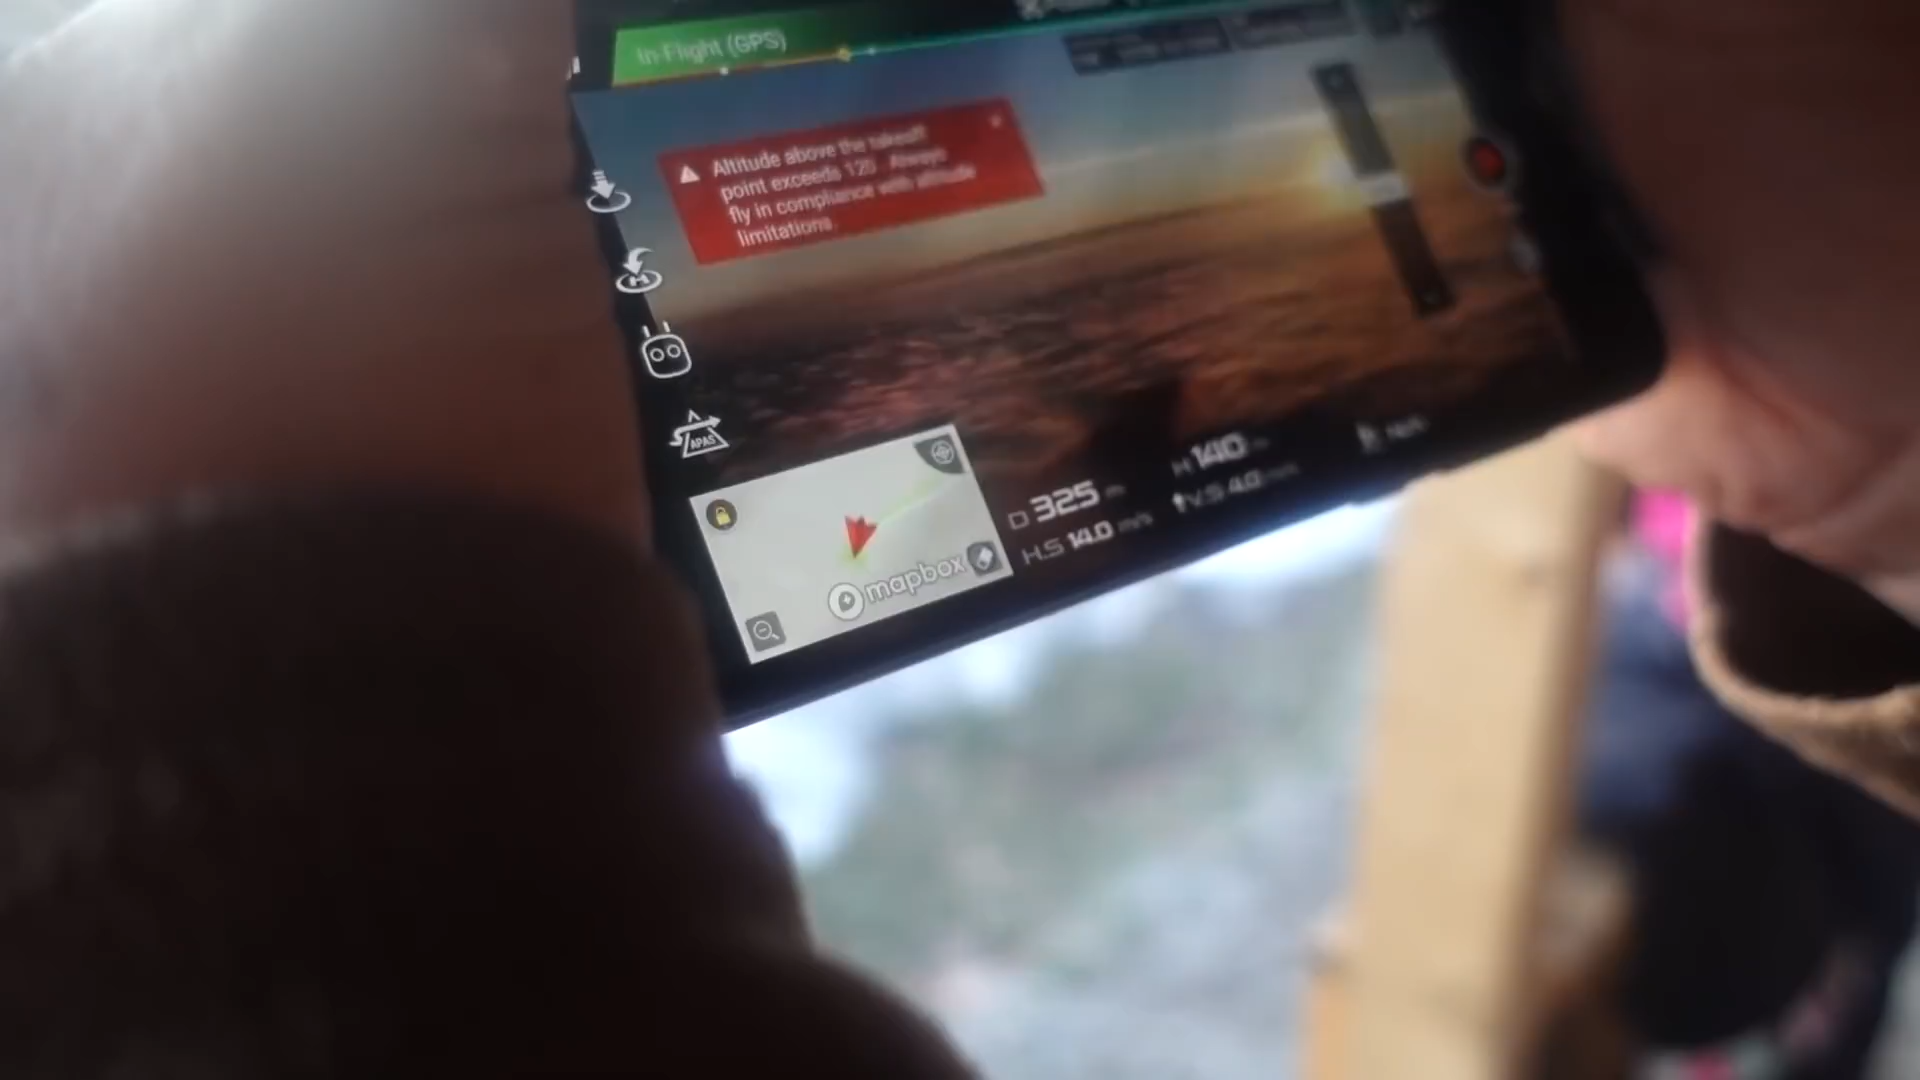 In-Flight (GPS)
Altitude above the takeoff
point exceeds 120 . Always
fly in compliance with altitude
limitations.
APAS
mapbox
D 325 m
H 140 m
H.S 14.0 m/s
V.S 4.0 m/s